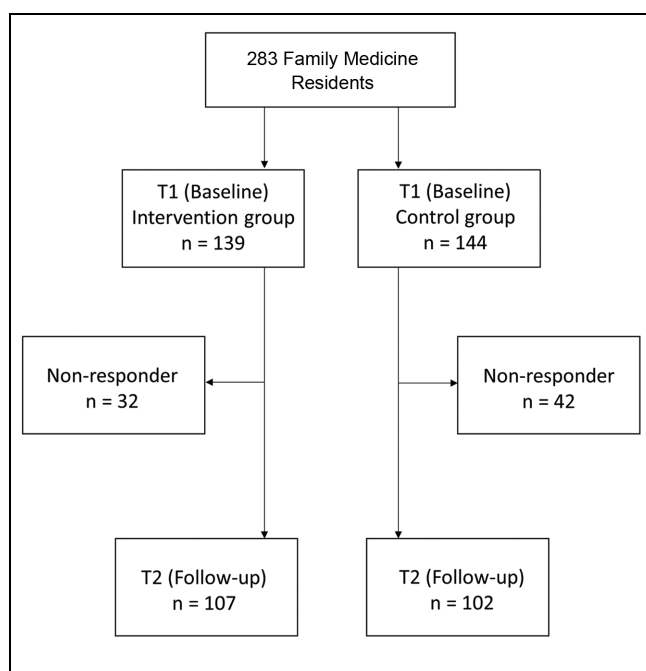 283 Family Medicine
Residents
T1 (Baseline)
Intervention group
n = 139
T1 (Baseline)
Control group
n = 144
Non-responder
n = 32
Non-responder
n = 42
T2 (Follow-up)
n = 107
T2 (Follow-up)
n = 102